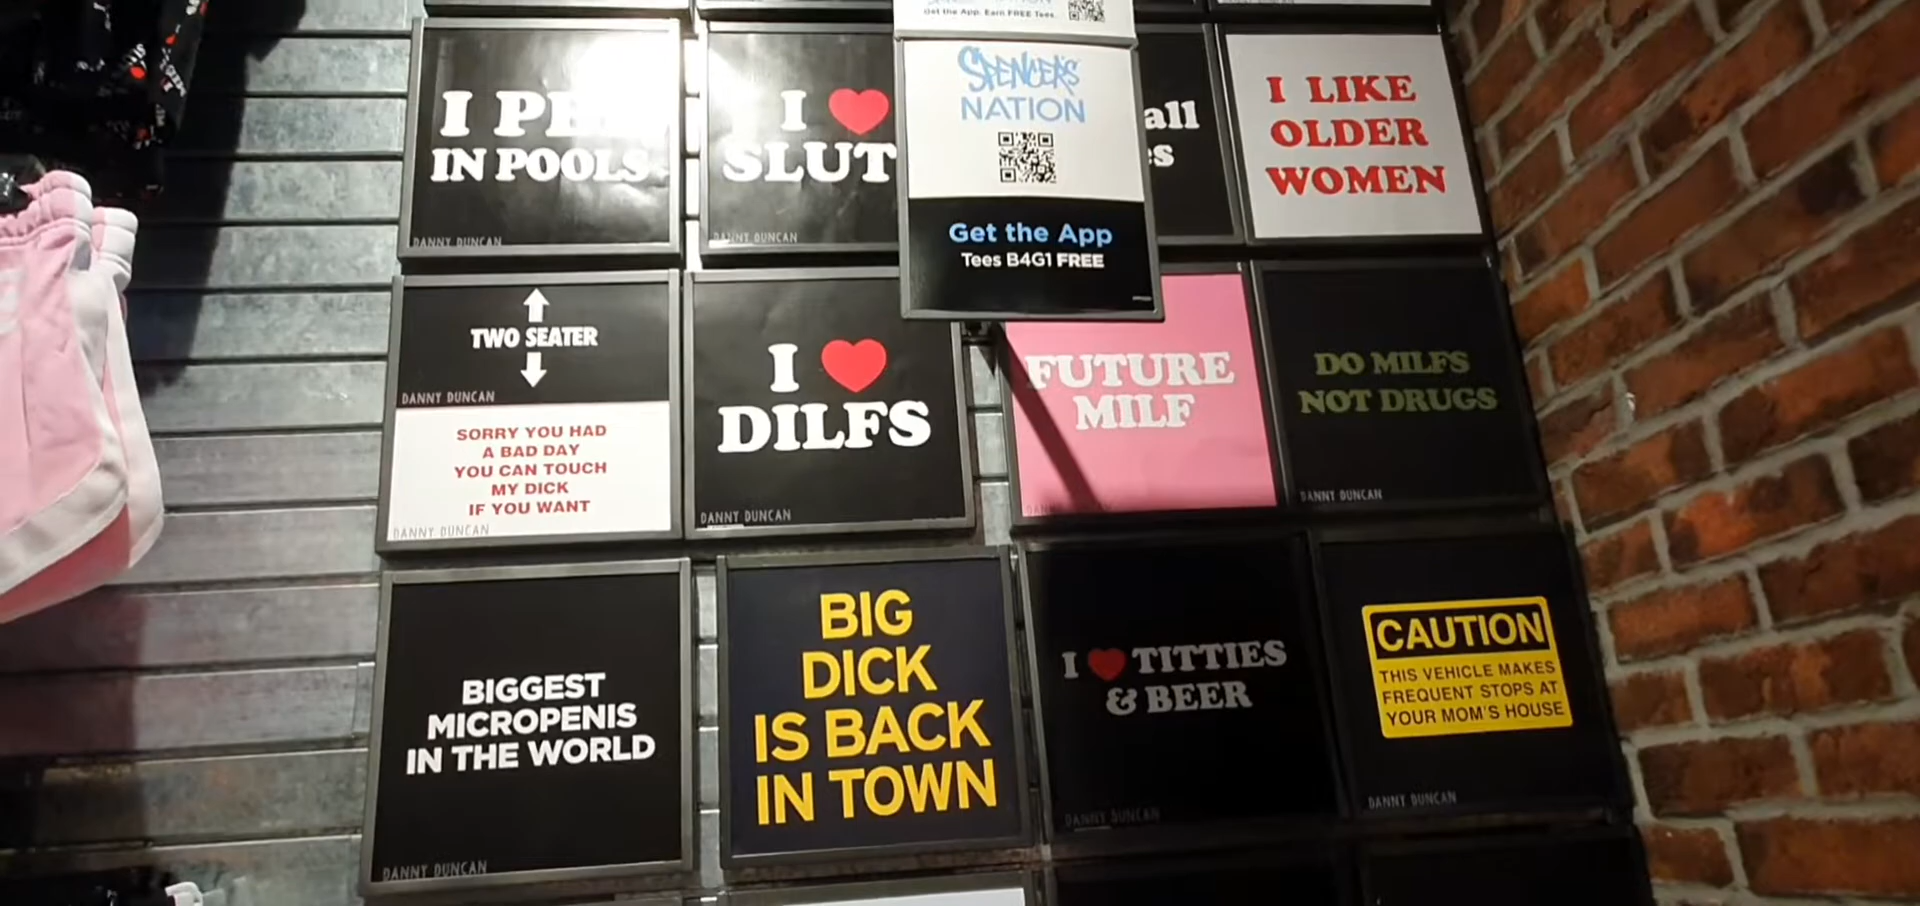 Get the App. Earn FREE Tees.
I
IN POOLS
DANNY DUNCAN
I ❤
SLUT
DANNY DUNCAN
SPENCER'S
NATION
Get the App
Tees B4G1 FREE
all
I LIKE
OLDER
WOMEN
TWO SEATER
DANNY DUNCAN
SORRY YOU HAD
A BAD DAY
YOU CAN TOUCH
MY DICK
IF YOU WANT
DANNY DUNCAN
I ❤
DILFS
DANNY DUNCAN
FUTURE
MILF
DO MILFS
NOT DRUGS
DANNY DUNCAN
BIGGEST
MICROPENIS
IN THE WORLD
DANNY DUNCAN
BIG
DICK
IS BACK
IN TOWN
I ❤ TITTIES
& BEER
DANNY DUNCAN
CAUTION
THIS VEHICLE MAKES
FREQUENT STOPS AT
YOUR MOM'S HOUSE
DANNY DUNCAN